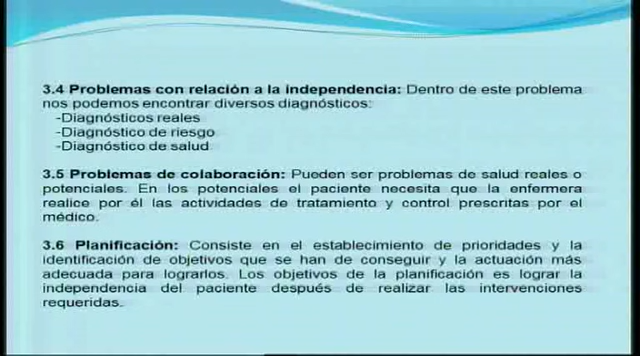 3.4 Problemas con relación a la independencia: Dentro de este problema
nos podemos encontrar diversos diagnósticos:
-Diagnósticos reales
-Diagnóstico de riesgo
-Diagnóstico de salud
3.5 Problemas de colaboración: Pueden ser problemas de salud reales o
potenciales. En los potenciales el paciente necesita que la enfermera
realice por él las actividades de tratamiento y control prescritas por el
médico.
3.6 Planificación: Consiste en el establecimiento de prioridades y la
identificación de objetivos que se han de conseguir y la actuación más
adecuada para lograrlos. Los objetivos de la planificación es lograr la
independencia del paciente después de realizar las intervenciones
requeridas.